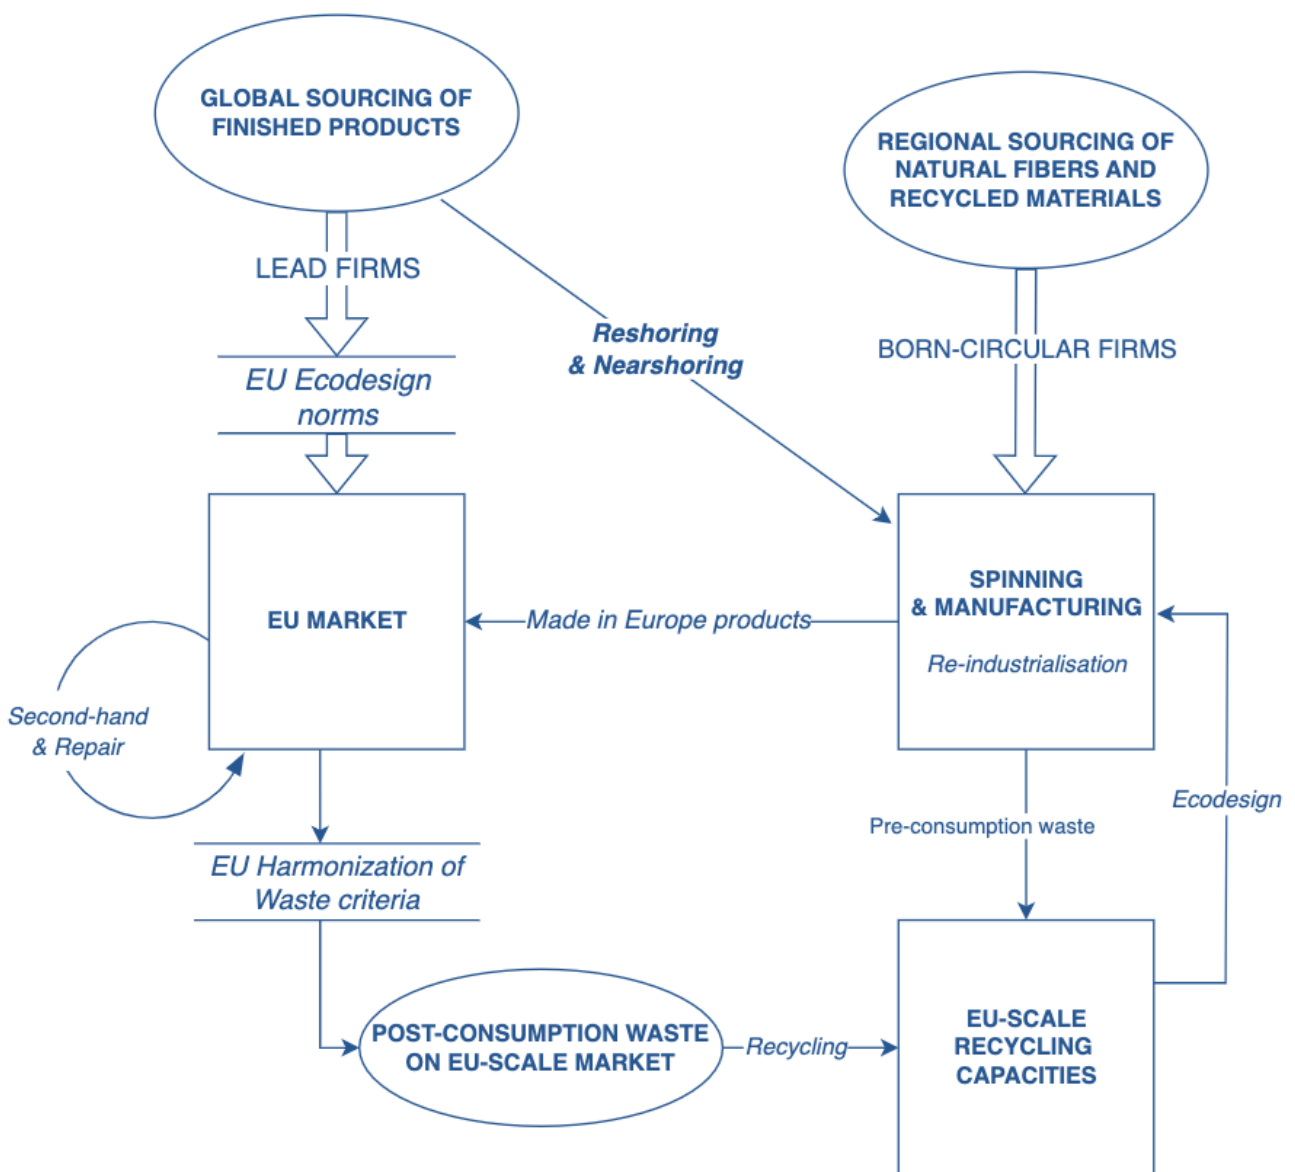 GLOBAL SOURCING OF
FINISHED PRODUCTS
REGIONAL SOURCING OF
NATURAL FIBERS AND
RECYCLED MATERIALS
LEAD FIRMS
Reshoring
& Nearshoring
BORN-CIRCULAR FIRMS
EU Ecodesign
norms
EU MARKET
Made in Europe products
SPINNING
& MANUFACTURING
Re-industrialisation
Second-hand
& Repair
Ecodesign
Pre-consumption waste
EU Harmonization of
Waste criteria
POST-CONSUMPTION WASTE
ON EU-SCALE MARKET
Recycling
EU-SCALE
RECYCLING
CAPACITIES